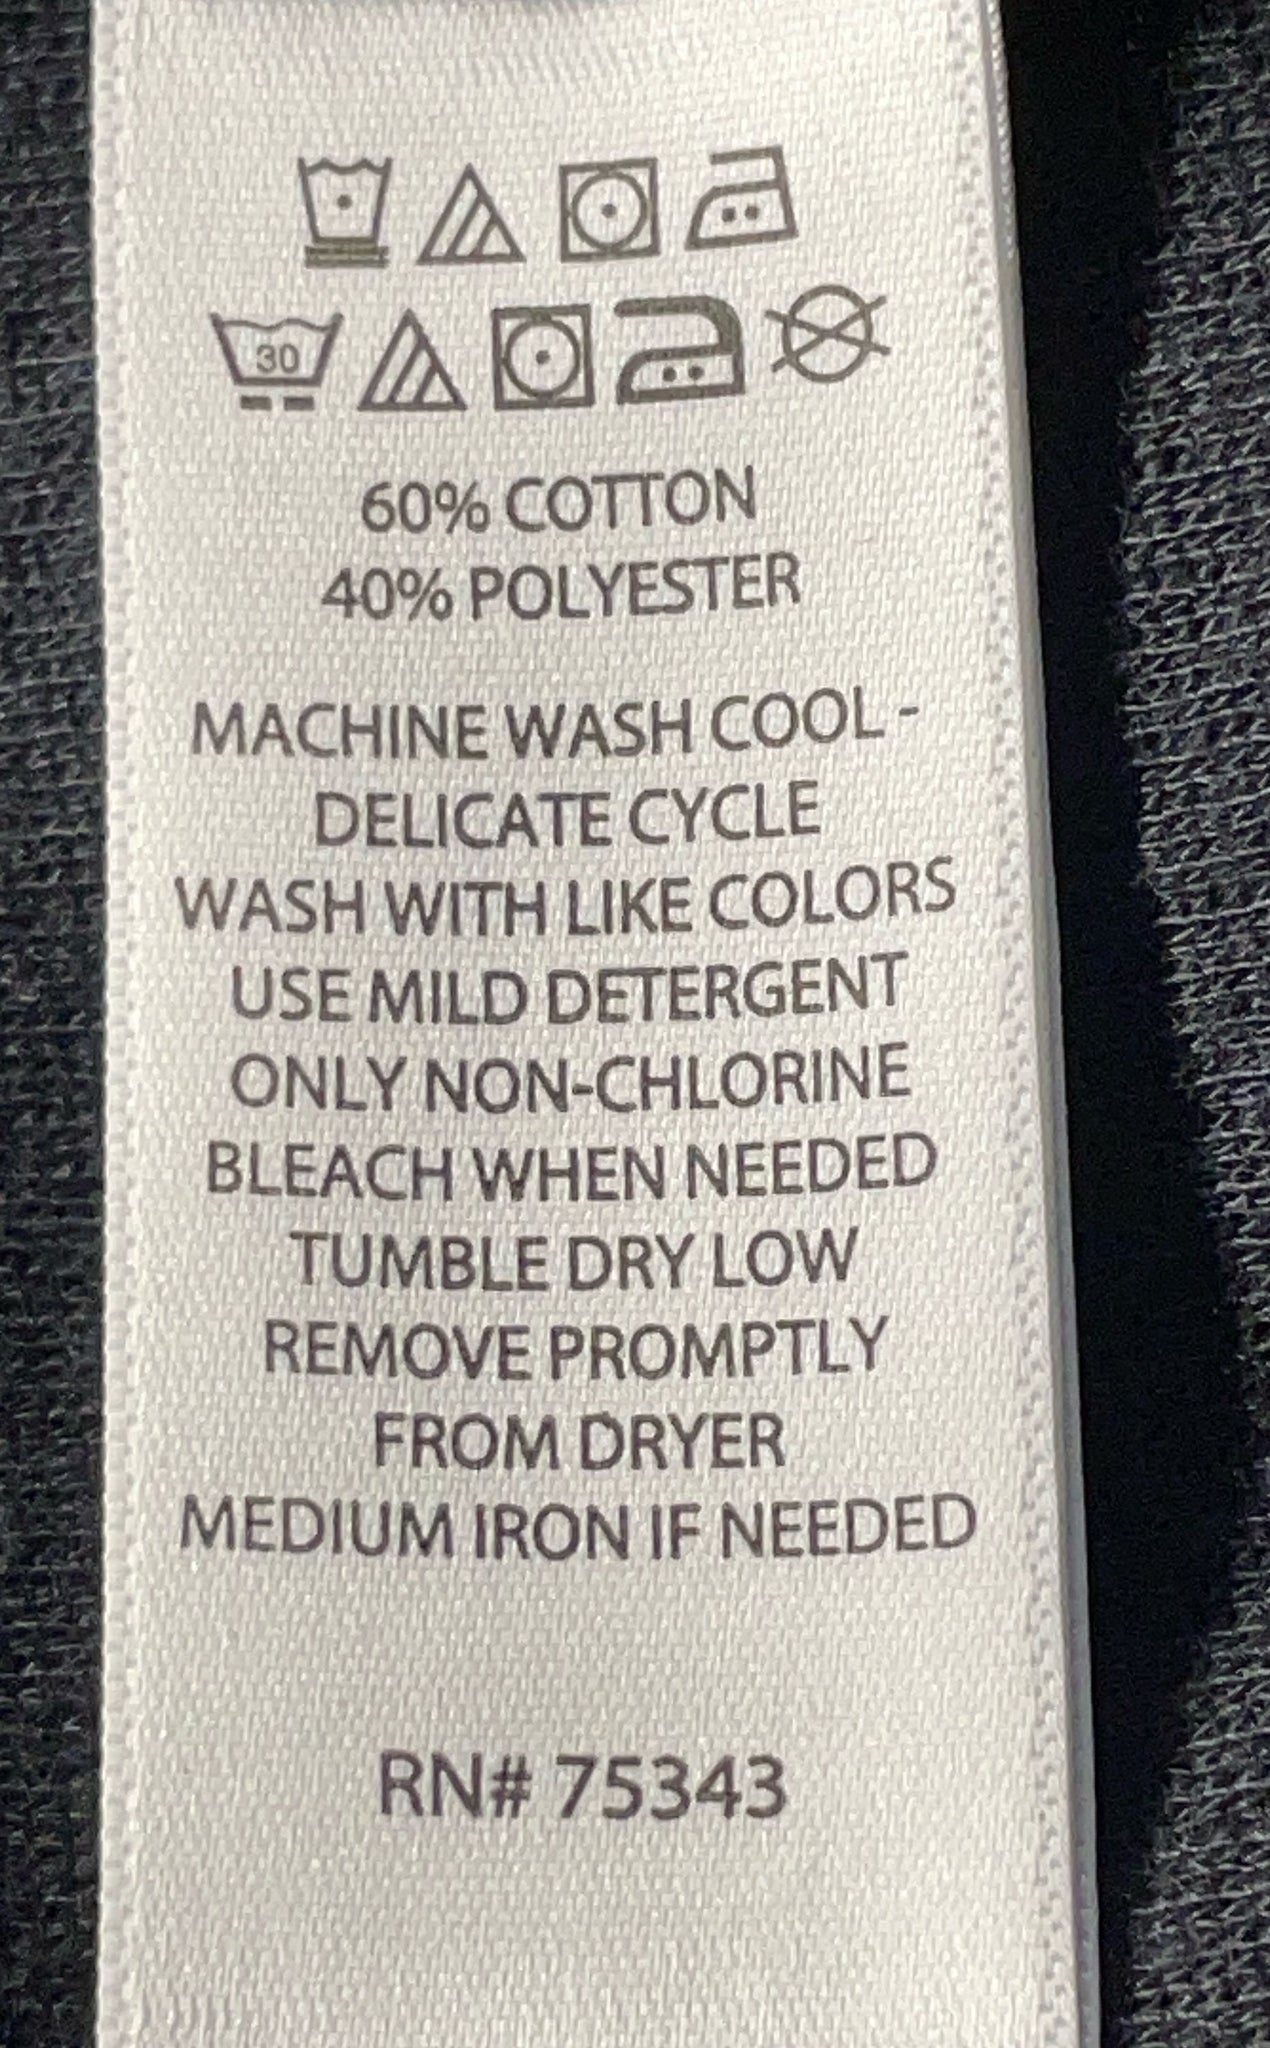 30
60% COTTON
40% POLYESTER
MACHINE WASH COOL -
DELICATE CYCLE
WASH WITH LIKE COLORS
USE MILD DETERGENT
ONLY NON-CHLORINE
BLEACH WHEN NEEDED
TUMBLE DRY LOW
REMOVE PROMPTLY
FROM DRYER
MEDIUM IRON IF NEEDED
RN# 75343